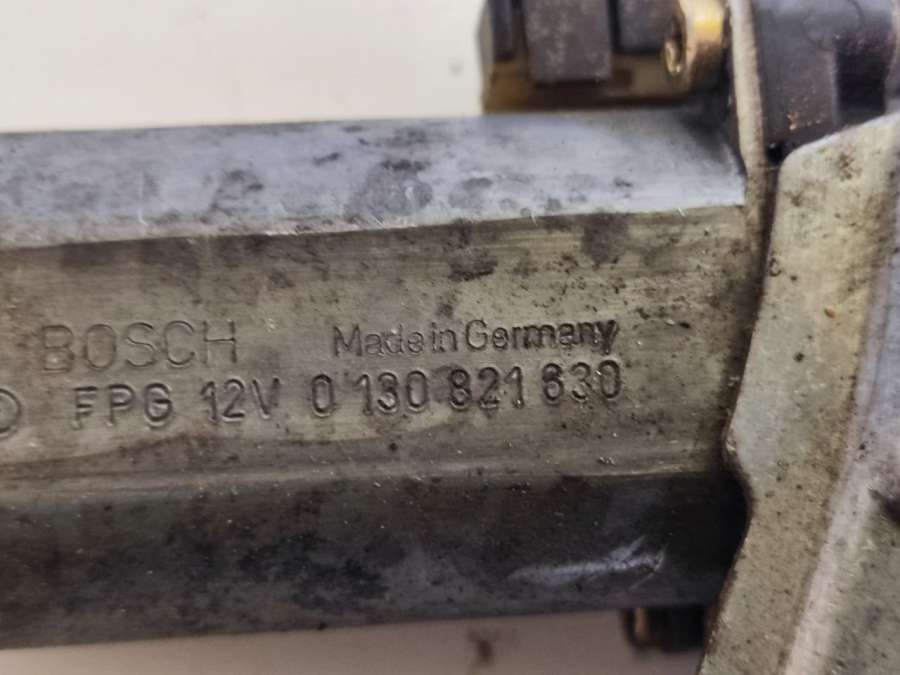 BOSCH Made in Germany
FPG 12V 0 130 821 630